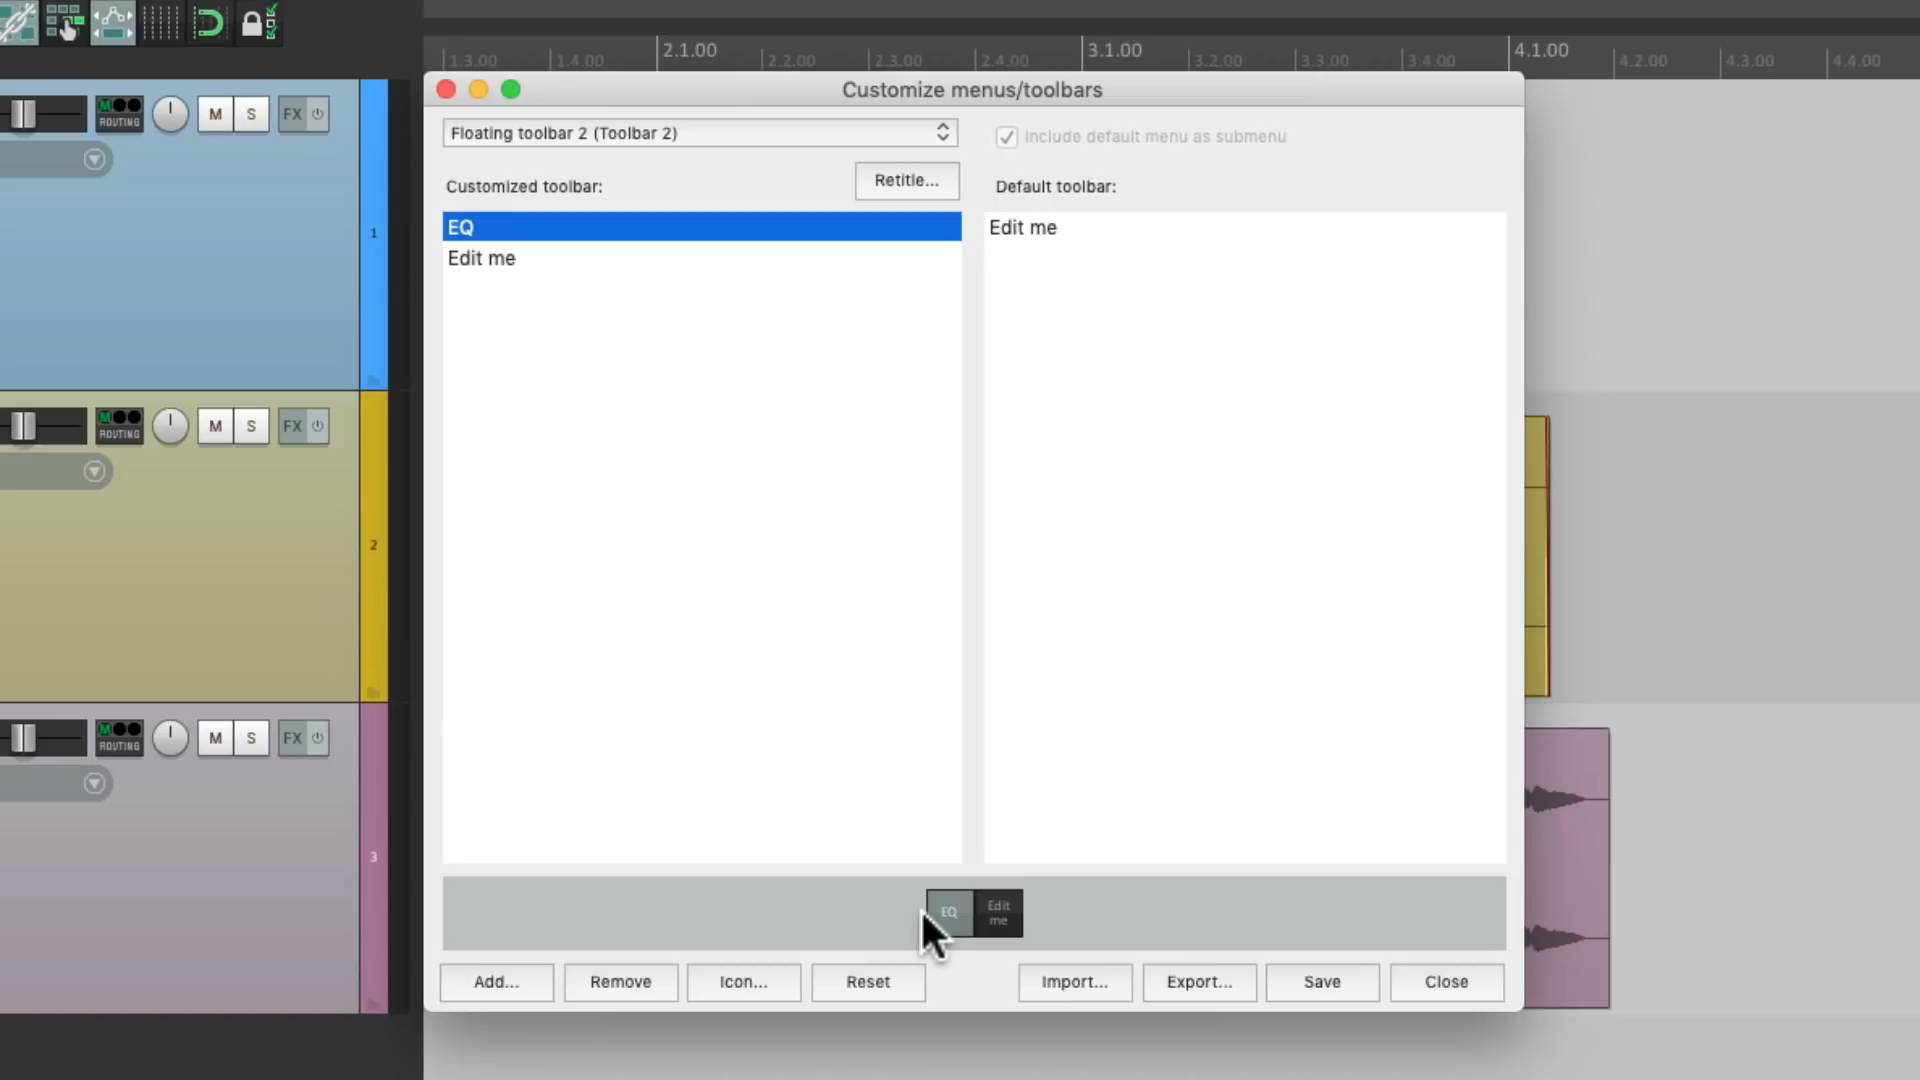 1.3.00 1.4.00 2.1.00 2.2.00 2.3.00 2.4.00 3.1.00 3.2.00 3.3.00 3.4.00 4.1.00 4.2.00 4.3.00 4.4.00
Customize menus/toolbars
Floating toolbar 2 (Toolbar 2)
Include default menu as submenu
Customized toolbar:
Retitle...
Default toolbar:
EQ
Edit me
Edit me
M ROUTING M S FX
1
M ROUTING M S FX
2
M ROUTING M S FX
3
EQ
Edit
me
Add...
Remove
Icon...
Reset
Import...
Export...
Save
Close